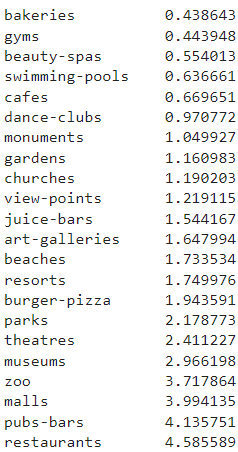 bakeries 0.438643
gyms 0.443948
beauty-spas 0.554013
swimming-pools 0.636661
cafes 0.669651
dance-clubs 0.970772
monuments 1.049927
gardens 1.160983
churches 1.190203
view-points 1.219115
juice-bars 1.544167
art-galleries 1.647994
beaches 1.733534
resorts 1.749976
burger-pizza 1.943591
parks 2.178773
theatres 2.411227
museums 2.966198
zoo 3.717864
malls 3.994135
pubs-bars 4.135751
restaurants 4.585589